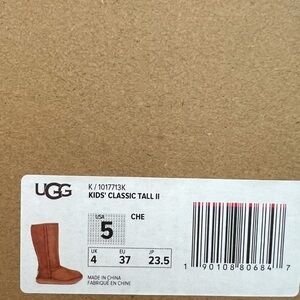 UGG
K / 1017713K
KIDS' CLASSIC TALL II
USA
5
CHE
UK EU JP
4 37 23.5
MADE IN CHINA
FABRIQUÉ EN CHINE
1 90108 80684 7